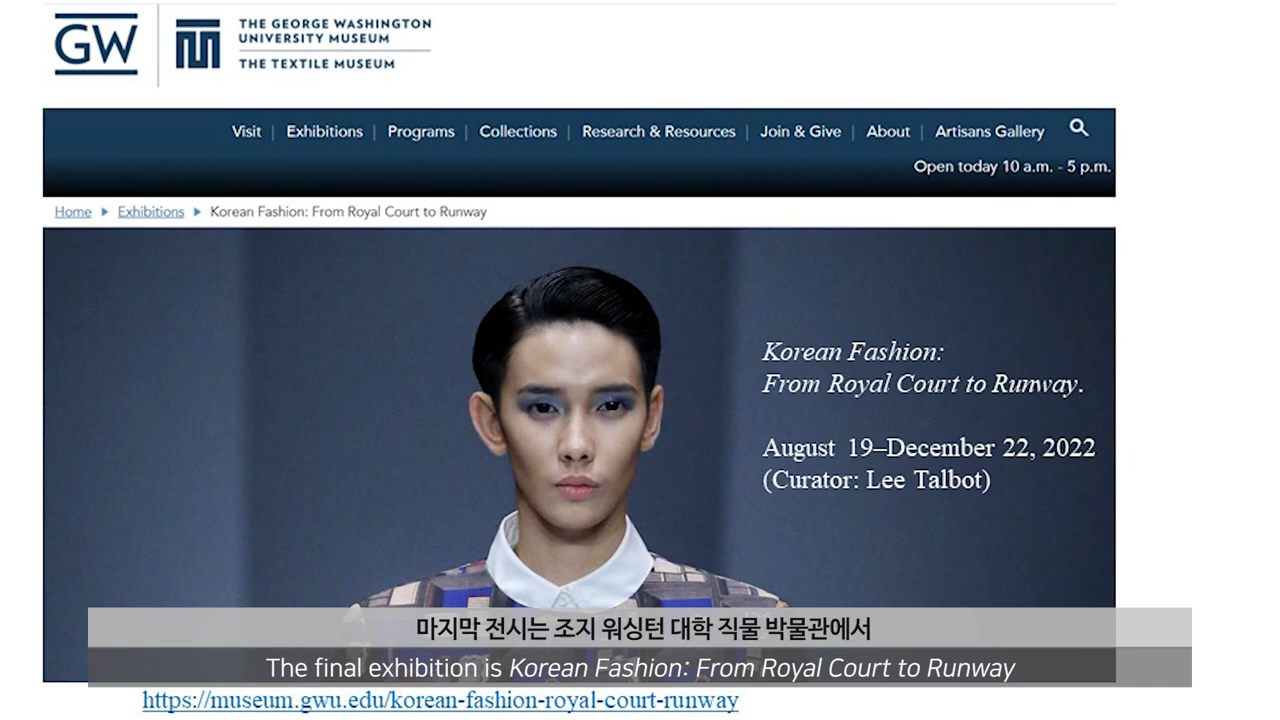 GW
THE GEORGE WASHINGTON
UNIVERSITY MUSEUM
THE TEXTILE MUSEUM
Visit | Exhibitions | Programs | Collections | Research & Resources | Join & Give | About | Artisans Gallery
Open today 10 a.m. - 5 p.m.
Home ▶ Exhibitions ▶ Korean Fashion: From Royal Court to Runway
Korean Fashion:
From Royal Court to Runway.
August 19–December 22, 2022
(Curator: Lee Talbot)
마지막 전시는 조지 워싱턴 대학 직물 박물관에서
The final exhibition is Korean Fashion: From Royal Court to Runway
https://museum.gwu.edu/korean-fashion-royal-court-runway